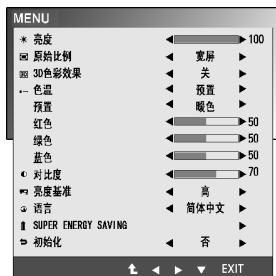 MENU
亮度 100
原始比例 宽屏
3D色彩效果 关
色温 预置
预置 暖色
红色 50
绿色 50
蓝色 50
对比度 70
亮度基准 高
语言 简体中文
SUPER ENERGY SAVING
初始化 否
EXIT